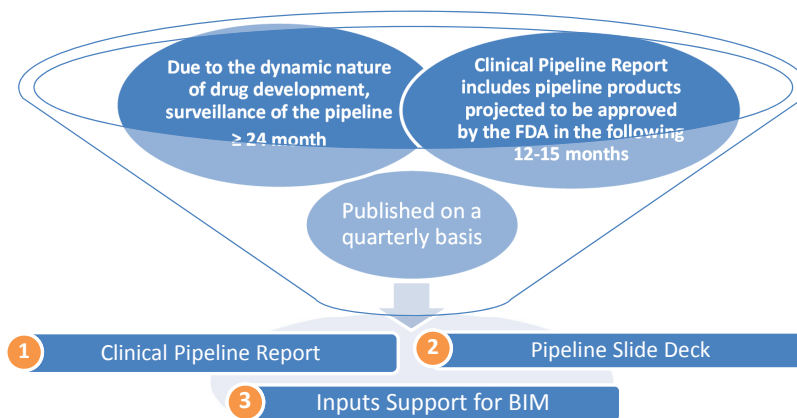 Due to the dynamic nature
of drug development,
surveillance of the pipeline
≥ 24 month
Clinical Pipeline Report
includes pipeline products
projected to be approved
by the FDA in the following
12-15 months
Published on a
quarterly basis
1
Clinical Pipeline Report
2
Pipeline Slide Deck
3
Inputs Support for BIM